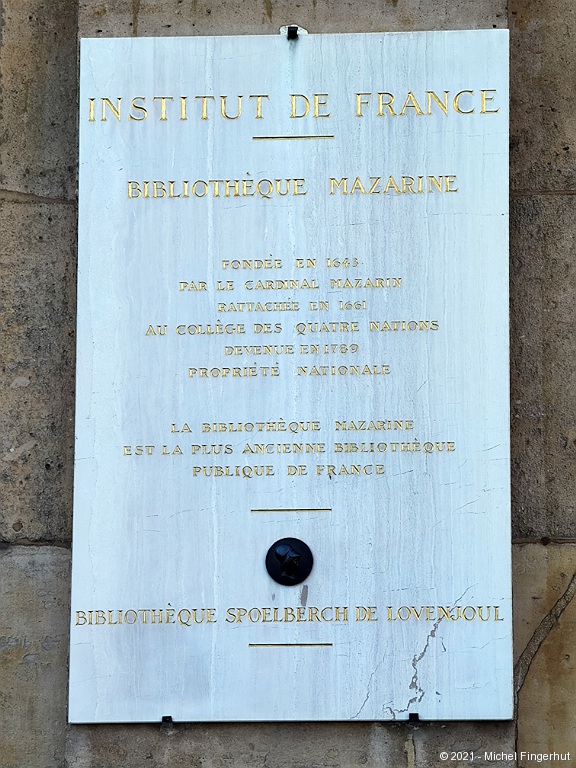 INSTITUT DE FRANCE
BIBLIOTHÈQUE MAZARINE
FONDÉE EN 1643
PAR LE CARDINAL MAZARIN
RATTACHÉE EN 1661
AU COLLÈGE DES QUATRE NATIONS
DEVENUE EN 1789
PROPRIÉTÉ NATIONALE
LA BIBLIOTHÈQUE MAZARINE
EST LA PLUS ANCIENNE BIBLIOTHÈQUE
PUBLIQUE DE FRANCE
BIBLIOTHÈQUE SPOELBERCH DE LOVENJOUL
© 2021 - Michel Fingerhut